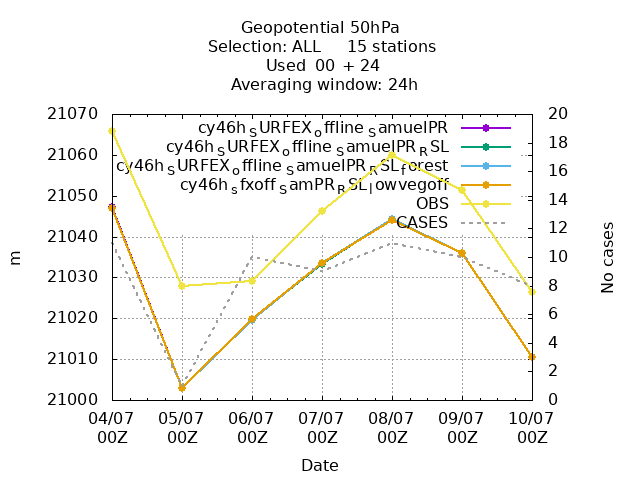 Geopotential 50hPa
Selection: ALL 15 stations
Used 00 + 24
Averaging window: 24h
21070
21060
21050
21040
21030
21020
21010
21000
m
20
18
16
14
12
10
8
6
4
2
0
No cases
cy46h_SURFEX_offline_SamuelPR
cy46h_SURFEX_offline_SamuelPR_RSL
cy46h_SURFEX_offline_SamuelPR_RSL_forest
cy46h_sfxoff_SamPR_RSL_lowvegoff
OBS
CASES
04/07 05/07 06/07 07/07 08/07 09/07 10/07
00Z 00Z 00Z 00Z 00Z 00Z 00Z
Date